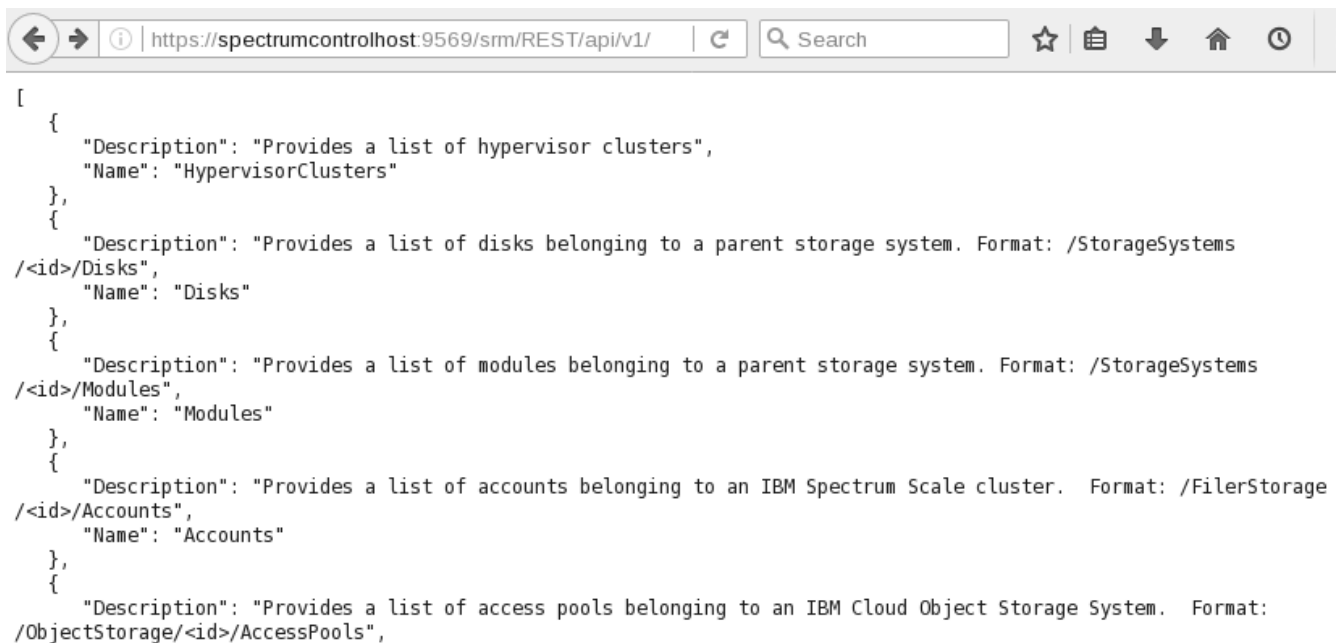 https://spectrumcontrolhost:9569/srm/REST/api/v1/
Search
[
{
"Description": "Provides a list of hypervisor clusters",
"Name": "HypervisorClusters"
},
{
"Description": "Provides a list of disks belonging to a parent storage system. Format: /StorageSystems
/<id>/Disks",
"Name": "Disks"
},
{
"Description": "Provides a list of modules belonging to a parent storage system. Format: /StorageSystems
/<id>/Modules",
"Name": "Modules"
},
{
"Description": "Provides a list of accounts belonging to an IBM Spectrum Scale cluster.  Format: /FilerStorage
/<id>/Accounts",
"Name": "Accounts"
},
{
"Description": "Provides a list of access pools belonging to an IBM Cloud Object Storage System.  Format:
/ObjectStorage/<id>/AccessPools",